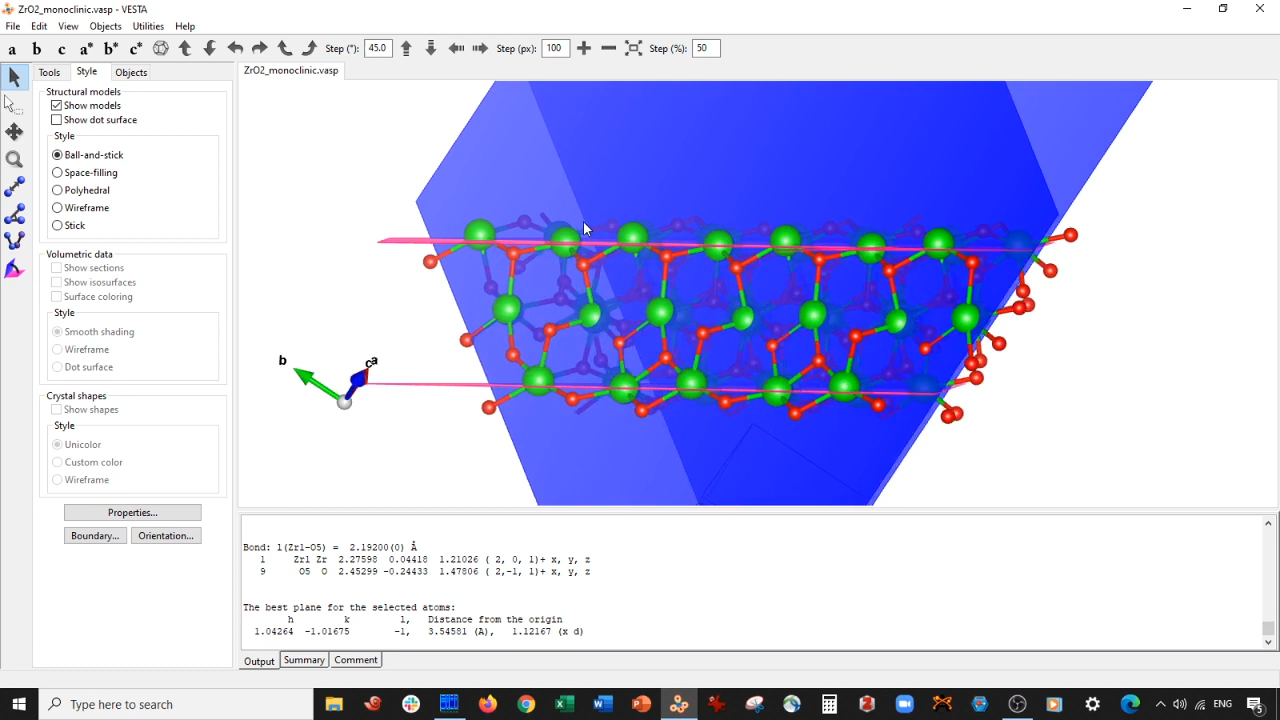 ZrO2_monoclinic.vasp - VESTA
File Edit View Objects Utilities Help
a b c a* b* c* Step (°): 45.0 Step (px): 100 Step (%): 50
Tools Style Objects
ZrO2_monoclinic.vasp
Structural models
Show models
Show dot surface
Style
Ball-and-stick
Space-filling
Polyhedral
Wireframe
Stick
Volumetric data
Show sections
Show isosurfaces
Surface coloring
Style
Smooth shading
Wireframe
Dot surface
Crystal shapes
Show shapes
Style
Unicolor
Custom color
Wireframe
Properties...
Boundary... Orientation...
b c a
Bond: l(Zr1-O5) = 2.19200(0) Å
1 Zr1 Zr 2.27598 0.04418 1.21026 ( 2, 0, 1)+ x, y, z
9 O5 O 2.45299 -0.24433 1.47806 ( 2,-1, 1)+ x, y, z
The best plane for the selected atoms:
h k l, Distance from the origin
1.04264 -1.01675 -1, 3.54581 (A), 1.12167 (x d)
Output Summary Comment
Type here to search
ENG
3